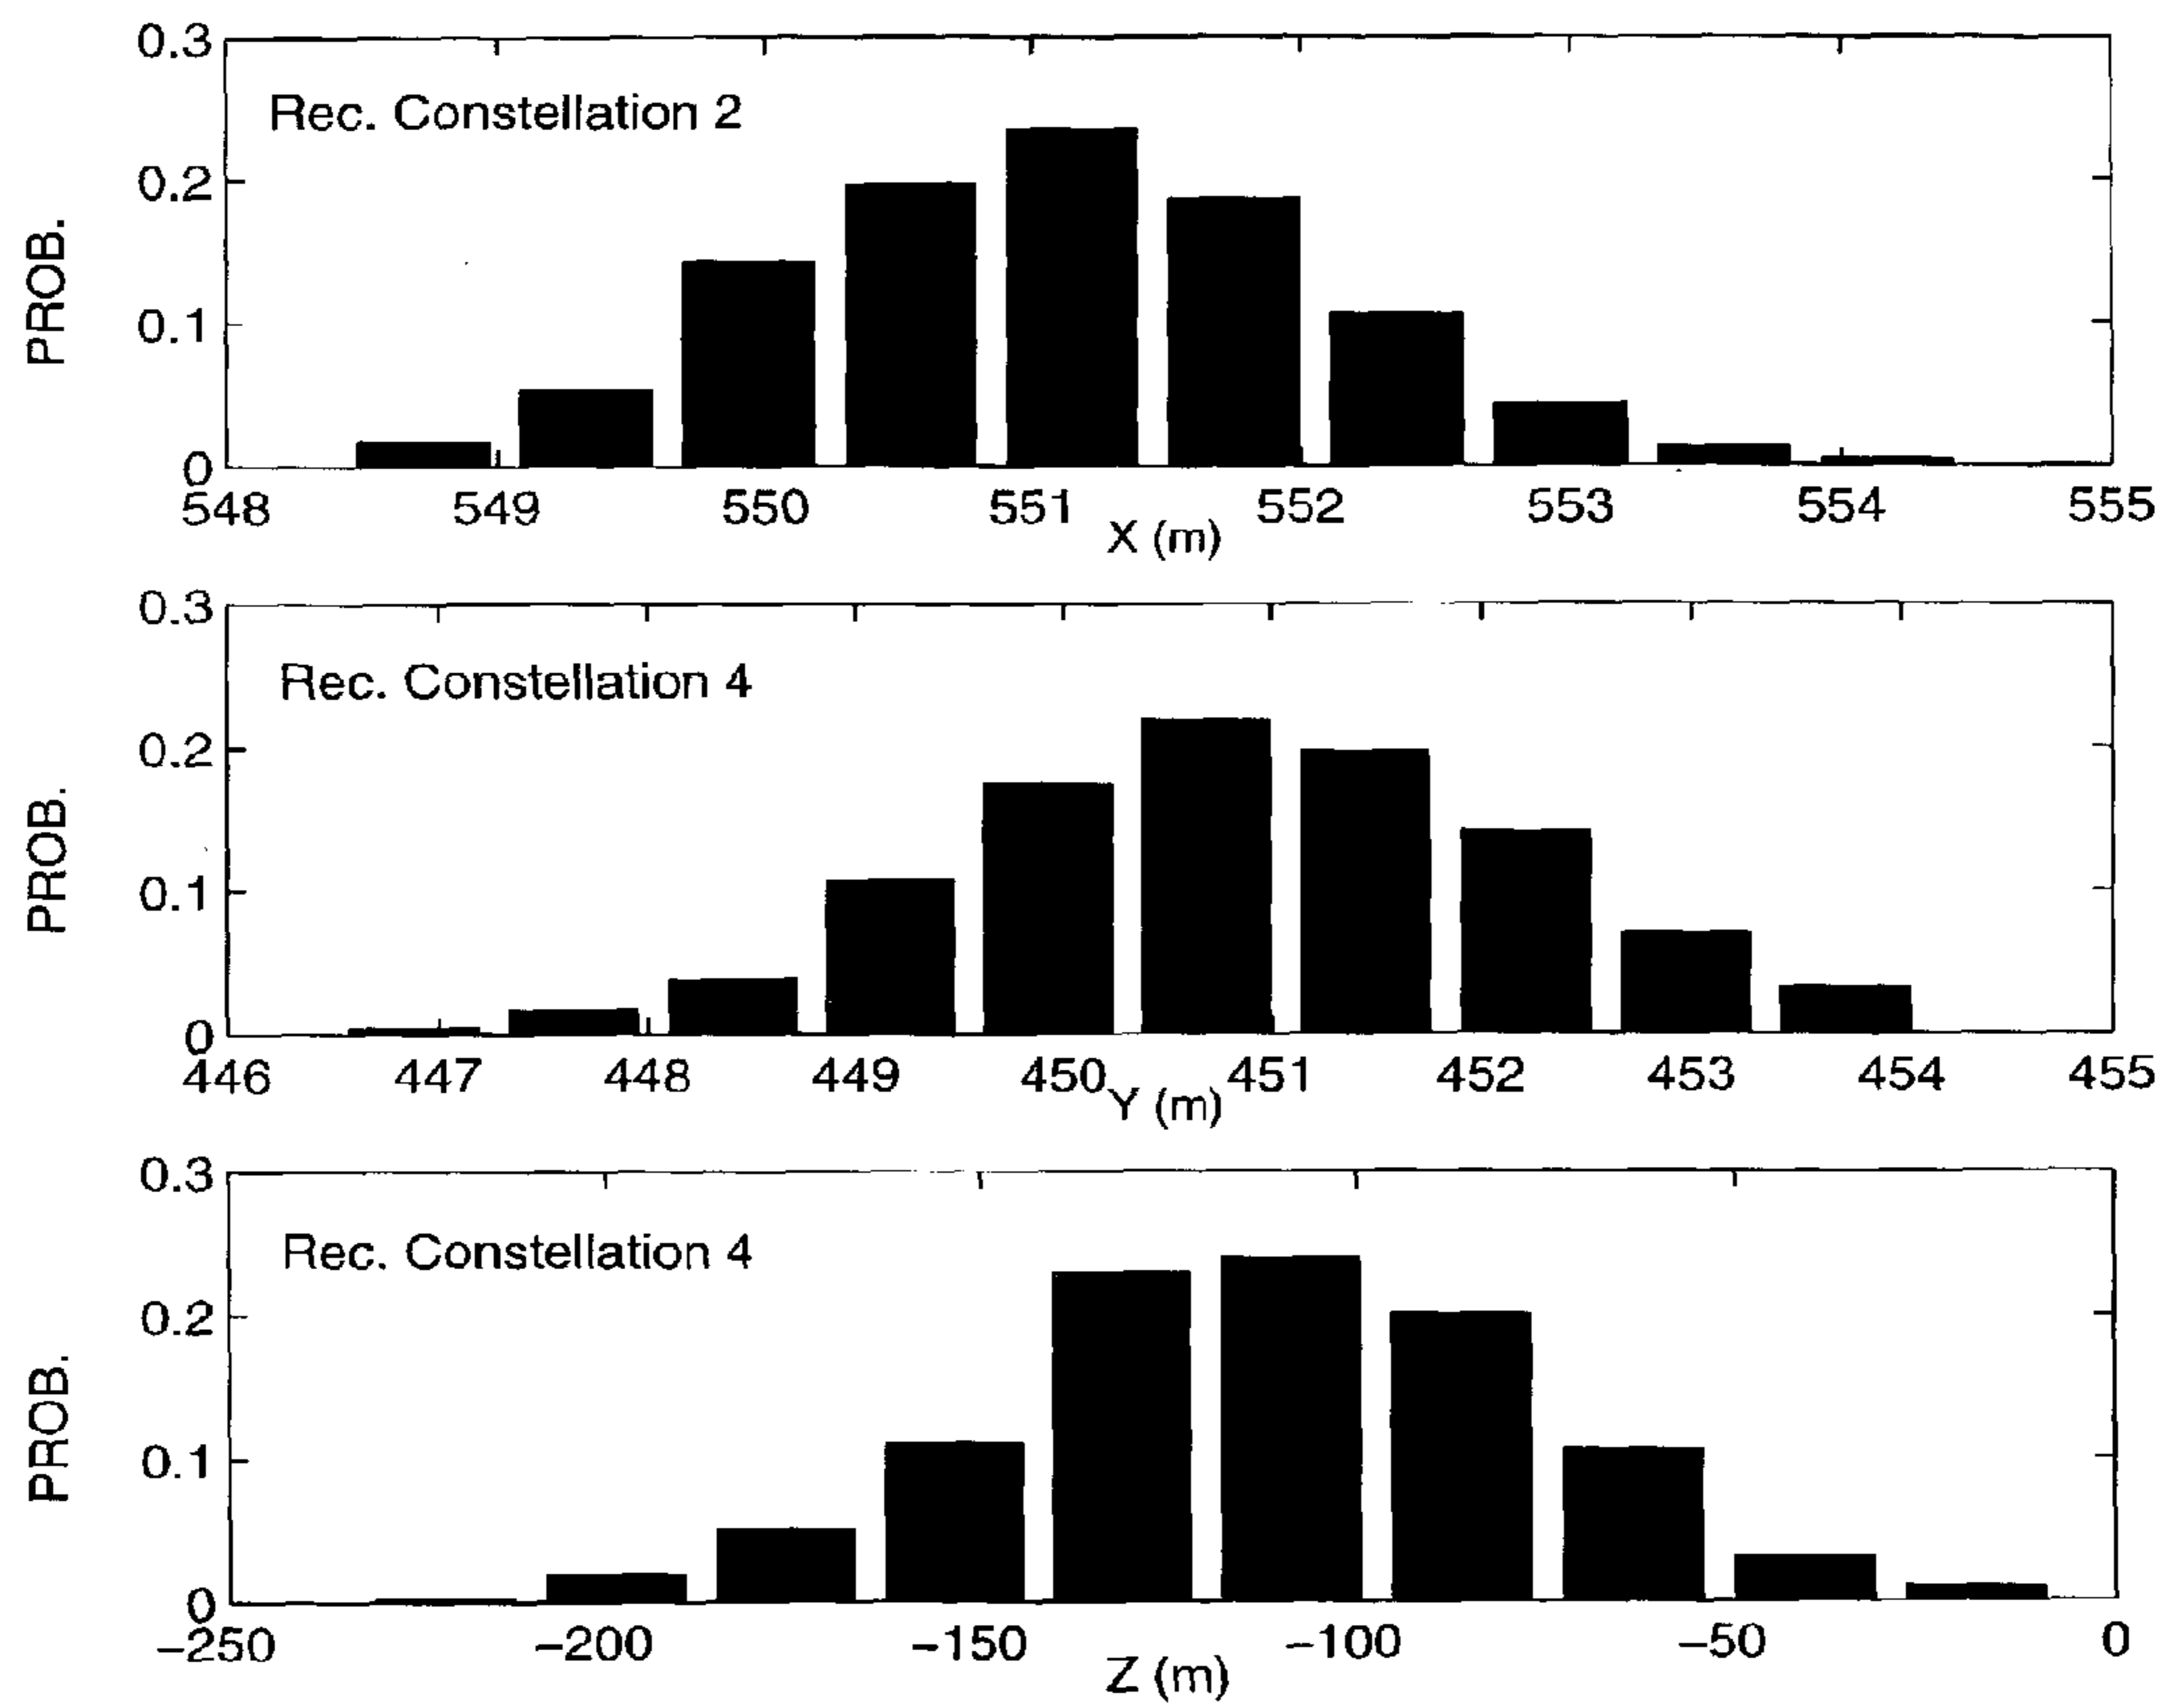 0.3
Rec. Constellation 2
0.2
PROB.
0.1
0
548 549 550 551 552 553 554 555
X (m)
0.3
Rec. Constellation 4
0.2
PROB.
0.1
0
446 447 448 449 450 451 452 453 454 455
Y (m)
0.3
Rec. Constellation 4
0.2
PROB.
0.1
0
−250 −200 −150 −100 −50 0
Z (m)